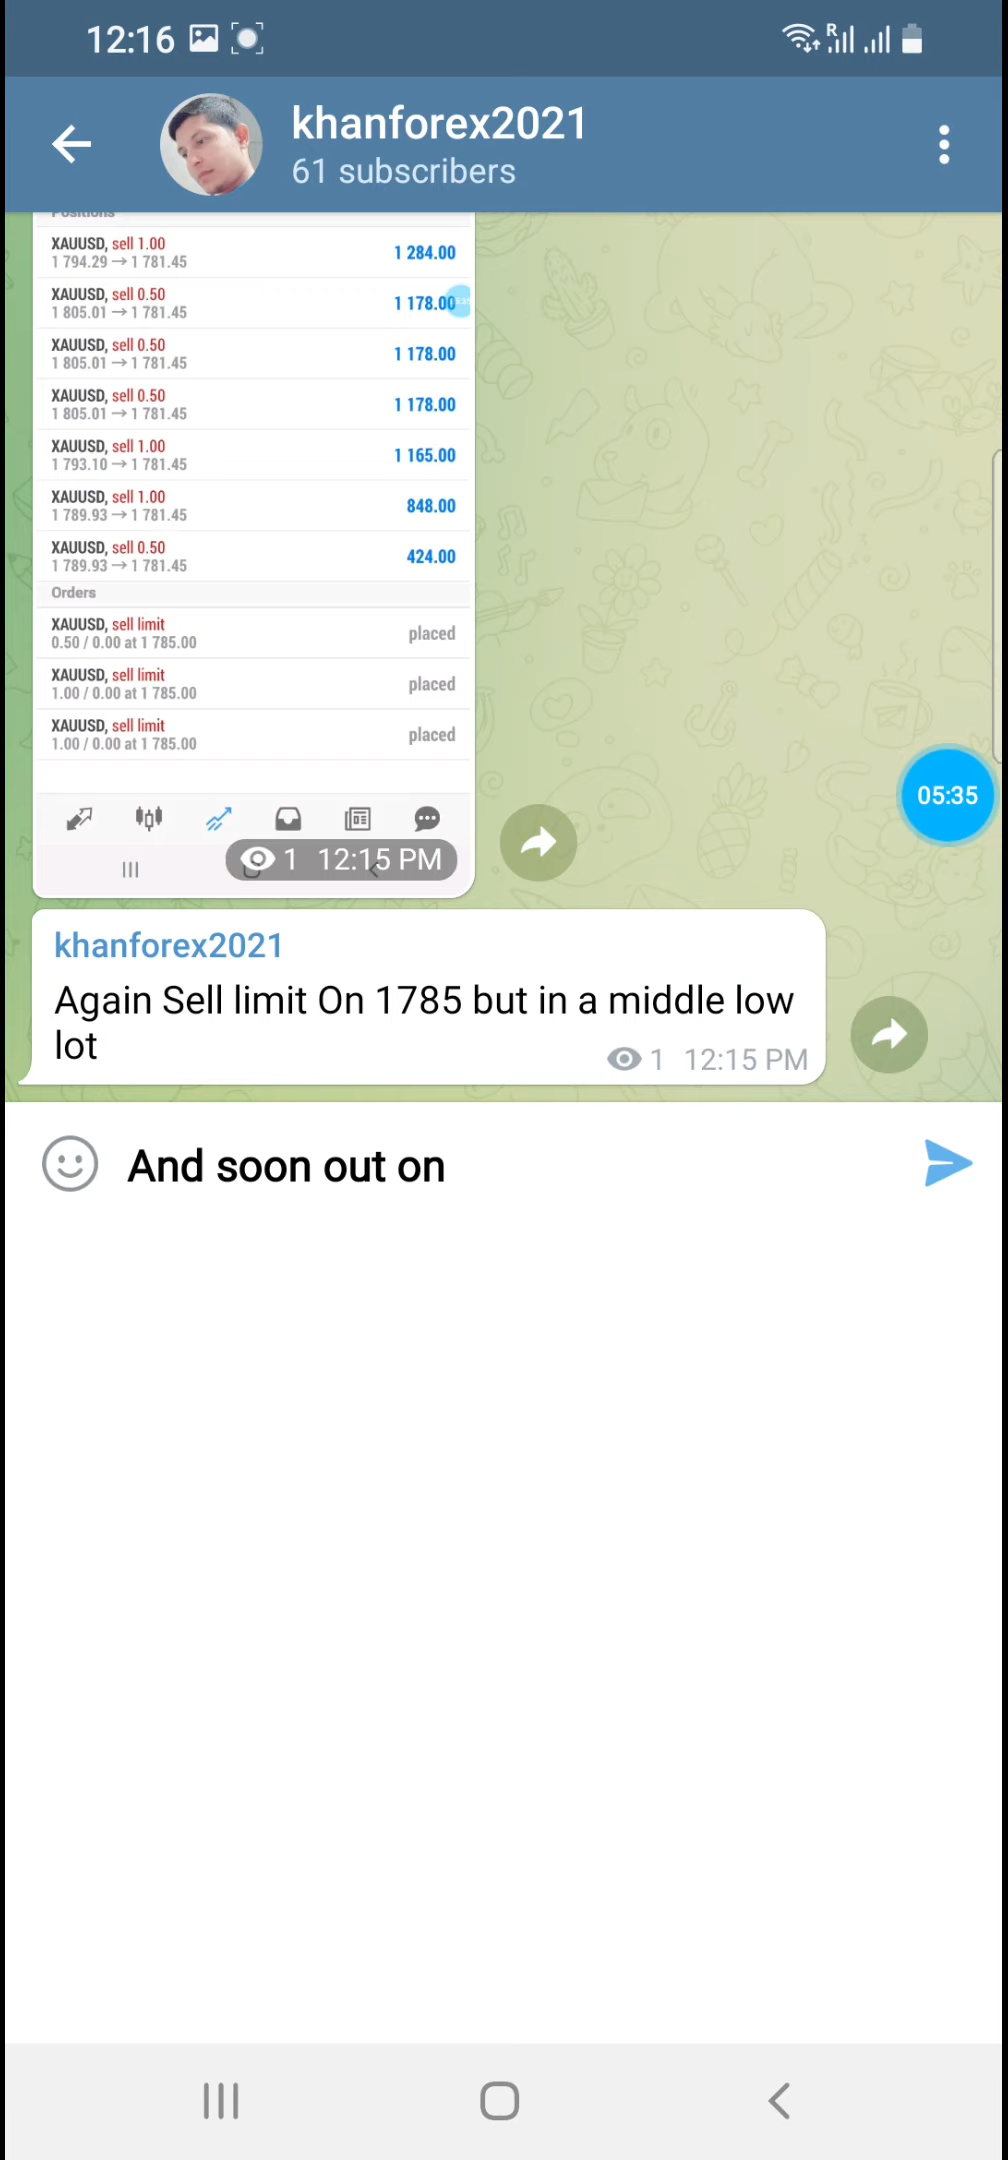 12:16
R
khanforex2021
61 subscribers
Positions
XAUUSD, sell 1.00
1 794.29 → 1 781.45
1 284.00
XAUUSD, sell 0.50
1 805.01 → 1 781.45
1 178.00
XAUUSD, sell 0.50
1 805.01 → 1 781.45
1 178.00
XAUUSD, sell 0.50
1 805.01 → 1 781.45
1 178.00
XAUUSD, sell 1.00
1 793.10 → 1 781.45
1 165.00
XAUUSD, sell 1.00
1 789.93 → 1 781.45
848.00
XAUUSD, sell 0.50
1 789.93 → 1 781.45
424.00
Orders
XAUUSD, sell limit
0.50 / 0.00 at 1 785.00
placed
XAUUSD, sell limit
1.00 / 0.00 at 1 785.00
placed
XAUUSD, sell limit
1.00 / 0.00 at 1 785.00
placed
05:35
1 12:15 PM
khanforex2021
Again Sell limit On 1785 but in a middle low
lot
1 12:15 PM
And soon out on